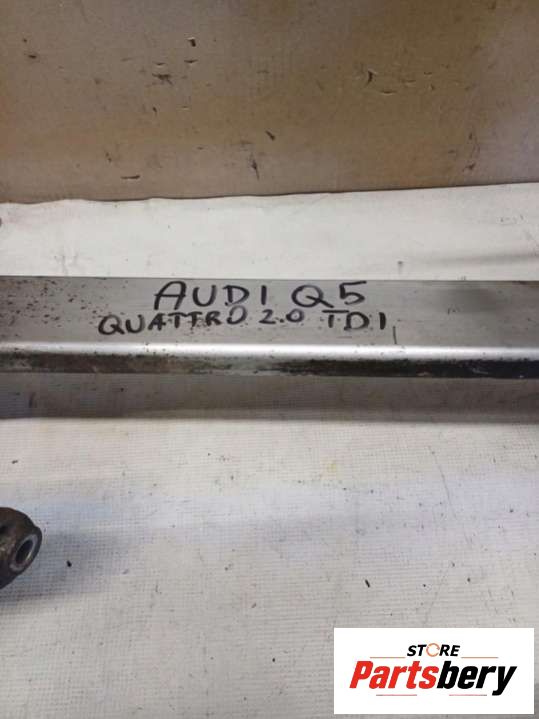 AUDI Q5
QUATTRO 2.0 TDI
STORE
Partsbery